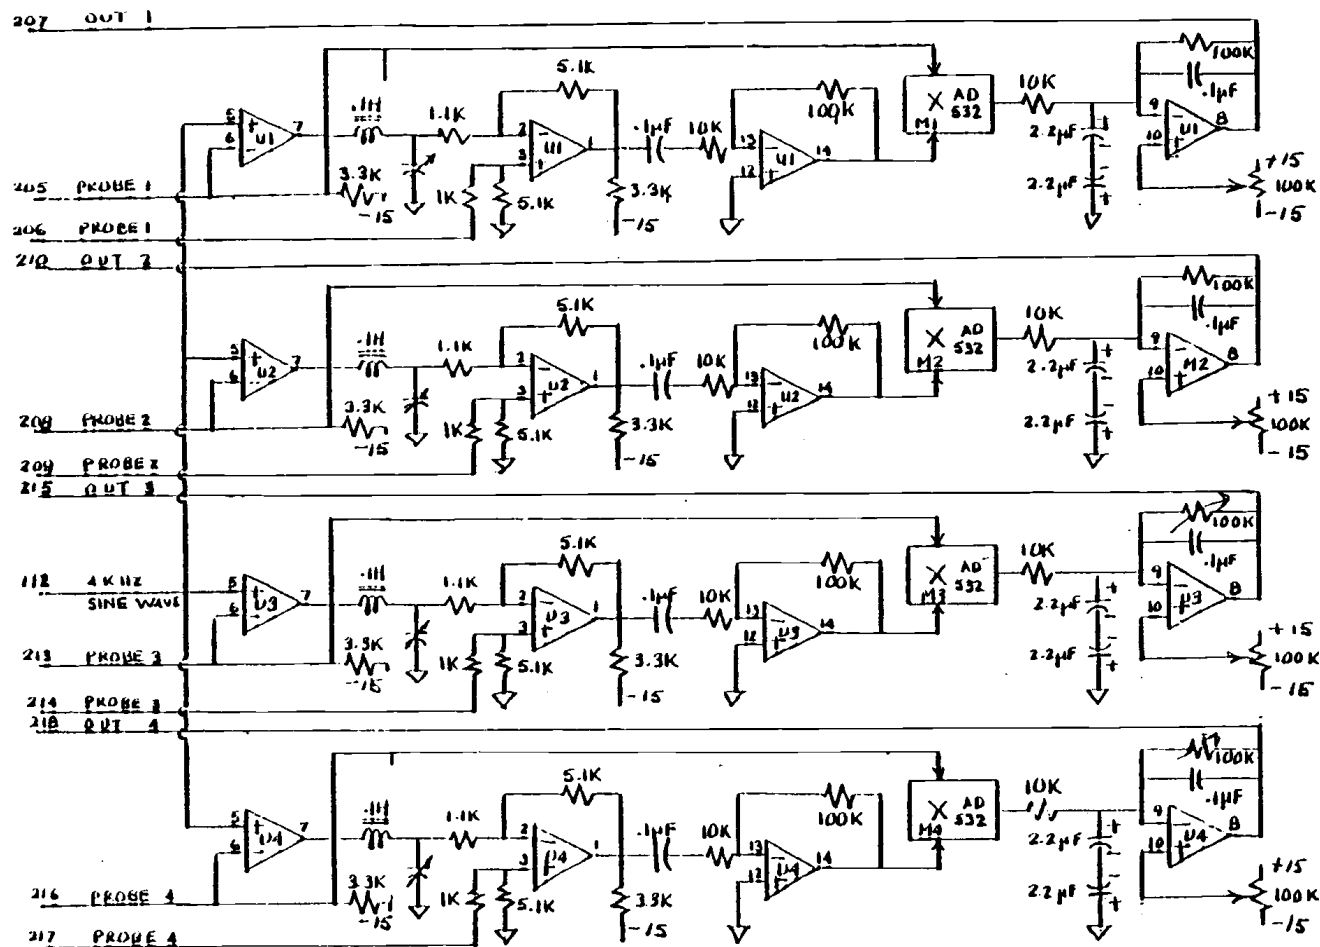 207 OUT 1
.1H
1.1K
5.1K
.1µF
10K
100K
AD
532
X
M1
10K
100K
.1µF
5
+
6
-
U1
7
2
-
3
+
U1
1
13
-
12
+
U1
14
2.2µF
+
-
2.2µF
-
+
9
-
10
+
U1
8
205 PROBE 1
3.3K
-15
1K
5.1K
3.3K
-15
+15
100K
-15
206 PROBE 1
210 OUT 2
.1H
1.1K
5.1K
.1µF
10K
100K
AD
532
X
M2
10K
100K
.1µF
5
+
6
-
U2
7
2
-
3
+
U2
1
13
-
12
+
U2
14
2.2µF
+
-
2.2µF
-
+
9
-
10
+
M2
8
208 PROBE 2
3.3K
-15
1K
5.1K
3.3K
-15
+15
100K
-15
209 PROBE 2
215 OUT 3
.1H
1.1K
5.1K
.1µF
10K
100K
AD
532
X
M3
10K
100K
.1µF
112 4KHZ
SINE WAVE
5
+
6
-
U3
7
2
-
3
+
U3
1
13
-
12
+
U3
14
2.2µF
+
-
2.2µF
-
+
9
-
10
+
U3
8
213 PROBE 3
3.3K
-15
1K
5.1K
3.3K
-15
+15
100K
-15
214 PROBE 3
218 OUT 4
.1H
1.1K
5.1K
.1µF
10K
100K
AD
532
X
M4
10K
100K
.1µF
5
+
6
-
U4
7
2
-
3
+
U4
1
13
-
12
+
U4
14
2.2µF
+
-
2.2µF
-
+
9
-
10
+
U4
8
216 PROBE 4
3.3K
-15
1K
5.1K
3.3K
-15
+15
100K
-15
217 PROBE 4